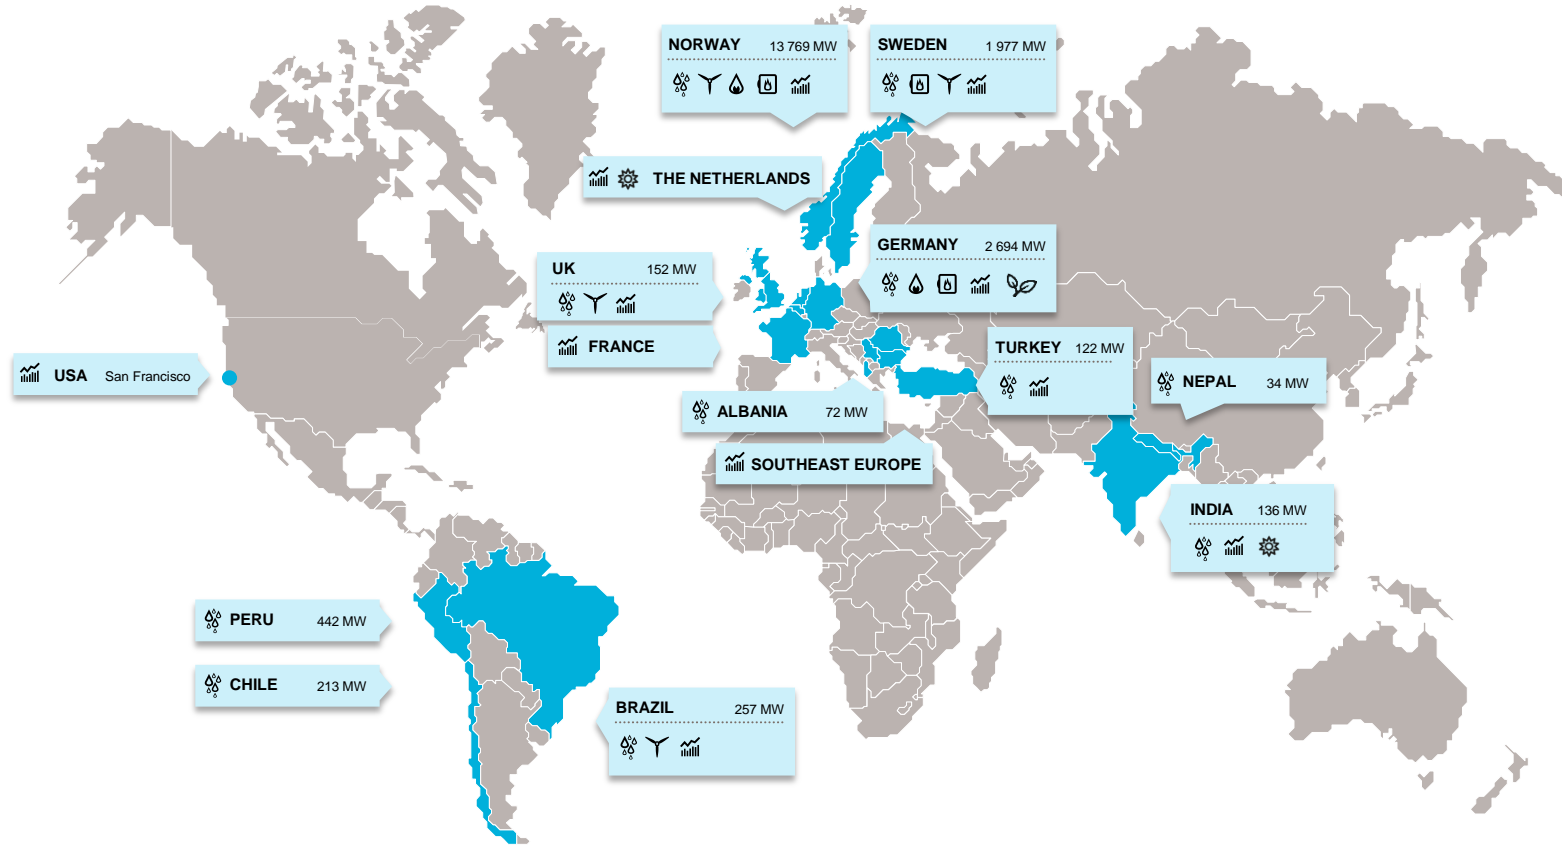 NORWAY 13 769 MW
SWEDEN 1 977 MW
THE NETHERLANDS
GERMANY 2 694 MW
UK 152 MW
FRANCE
TURKEY 122 MW
USA San Francisco
NEPAL 34 MW
ALBANIA 72 MW
SOUTHEAST EUROPE
INDIA 136 MW
PERU 442 MW
CHILE 213 MW
BRAZIL 257 MW